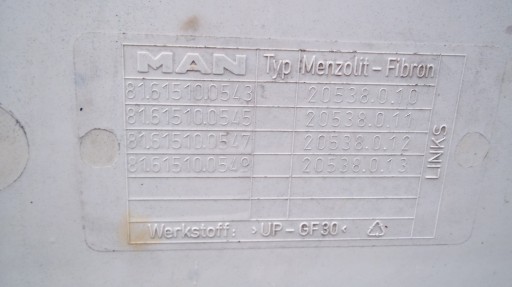 MAN Typ Menzolit - Fibron
81.61510.0543 20538.0.10
81.61510.0545 20538.0.11
81.61510.0547 20538.0.12
81.61510.0549 20538.0.13
LINKS
Werkstoff: >UP - GF30<